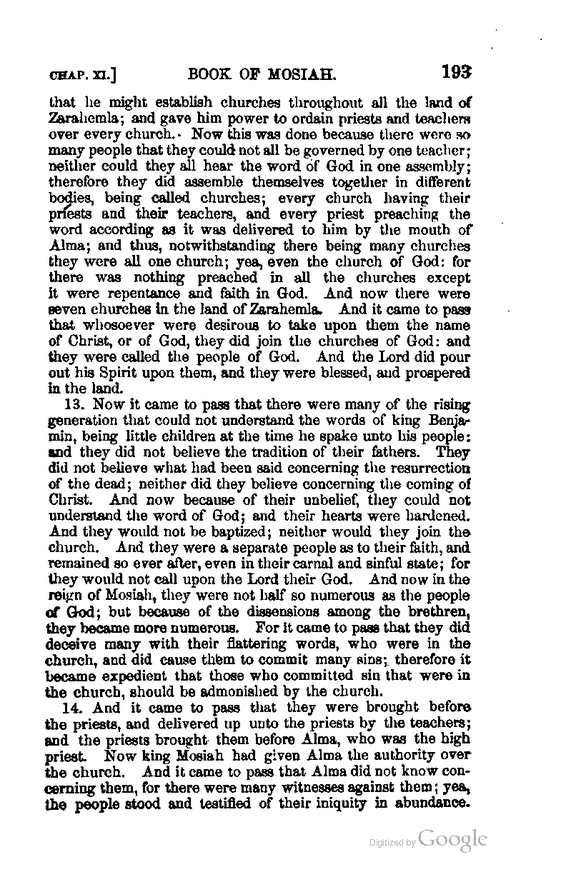 CHAP. XI.] BOOK OF MOSIAH. 193
that he might establish churches throughout all the land of
Zarahemla; and gave him power to ordain priests and teachers
over every church. Now this was done because there were so
many people that they could not all be governed by one teacher;
neither could they all hear the word of God in one assembly;
therefore they did assemble themselves together in different
bodies, being called churches; every church having their
priests and their teachers, and every priest preaching the
word according as it was delivered to him by the mouth of
Alma; and thus, notwithstanding there being many churches
they were all one church; yea, even the church of God: for
there was nothing preached in all the churches except
it were repentance and faith in God. And now there were
seven churches in the land of Zarahemla. And it came to pass
that whosoever were desirous to take upon them the name
of Christ, or of God, they did join the churches of God: and
they were called the people of God. And the Lord did pour
out his Spirit upon them, and they were blessed, and prospered
in the land.
13. Now it came to pass that there were many of the rising
generation that could not understand the words of king Benja-
min, being little children at the time he spake unto his people:
and they did not believe the tradition of their fathers. They
did not believe what had been said concerning the resurrection
of the dead; neither did they believe concerning the coming of
Christ. And now because of their unbelief, they could not
understand the word of God; and their hearts were hardened.
And they would not be baptized; neither would they join the
church. And they were a separate people as to their faith, and
remained so ever after, even in their carnal and sinful state; for
they would not call upon the Lord their God. And now in the
reign of Mosiah, they were not half so numerous as the people
of God; but because of the dissensions among the brethren,
they became more numerous. For it came to pass that they did
deceive many with their flattering words, who were in the
church, and did cause them to commit many sins; therefore it
became expedient that those who committed sin that were in
the church, should be admonished by the church.
14. And it came to pass that they were brought before
the priests, and delivered up unto the priests by the teachers;
and the priests brought them before Alma, who was the high
priest. Now king Mosiah had given Alma the authority over
the church. And it came to pass that Alma did not know con-
cerning them, for there were many witnesses against them; yea,
the people stood and testified of their iniquity in abundance.
Digitized by Google